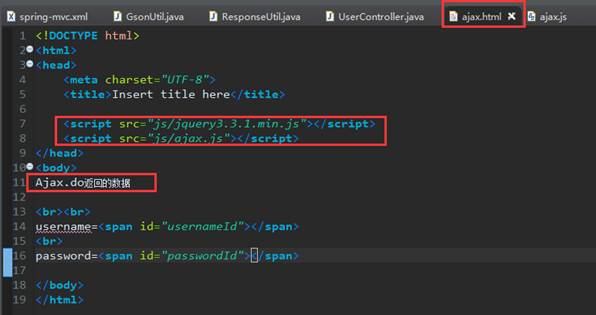 spring-mvc.xml GsonUtil.java ResponseUtil.java UserController.java ajax.html ajax.js
1 <!DOCTYPE html>
2 <html>
3 <head>
4 <meta charset="UTF-8">
5 <title>Insert title here</title>
6
7 <script src="js/jquery3.3.1.min.js"></script>
8 <script src="js/ajax.js"></script>
9 </head>
10 <body>
11 Ajax.do返回的数据
12
13 <br><br>
14 username=<span id="usernameId"></span>
15 <br>
16 password=<span id="passwordId"></span>
17
18 </body>
19 </html>